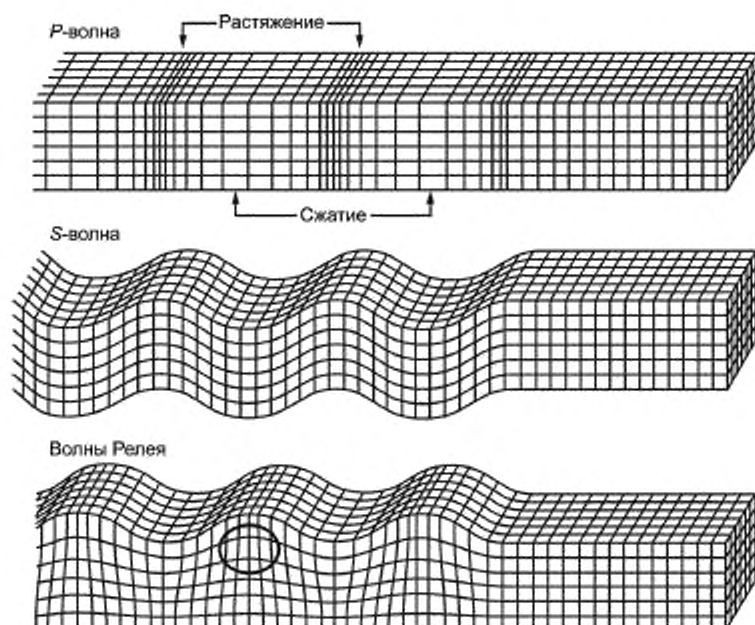 P-волна
Растяжение
Сжатие
S-волна
Волны Релея